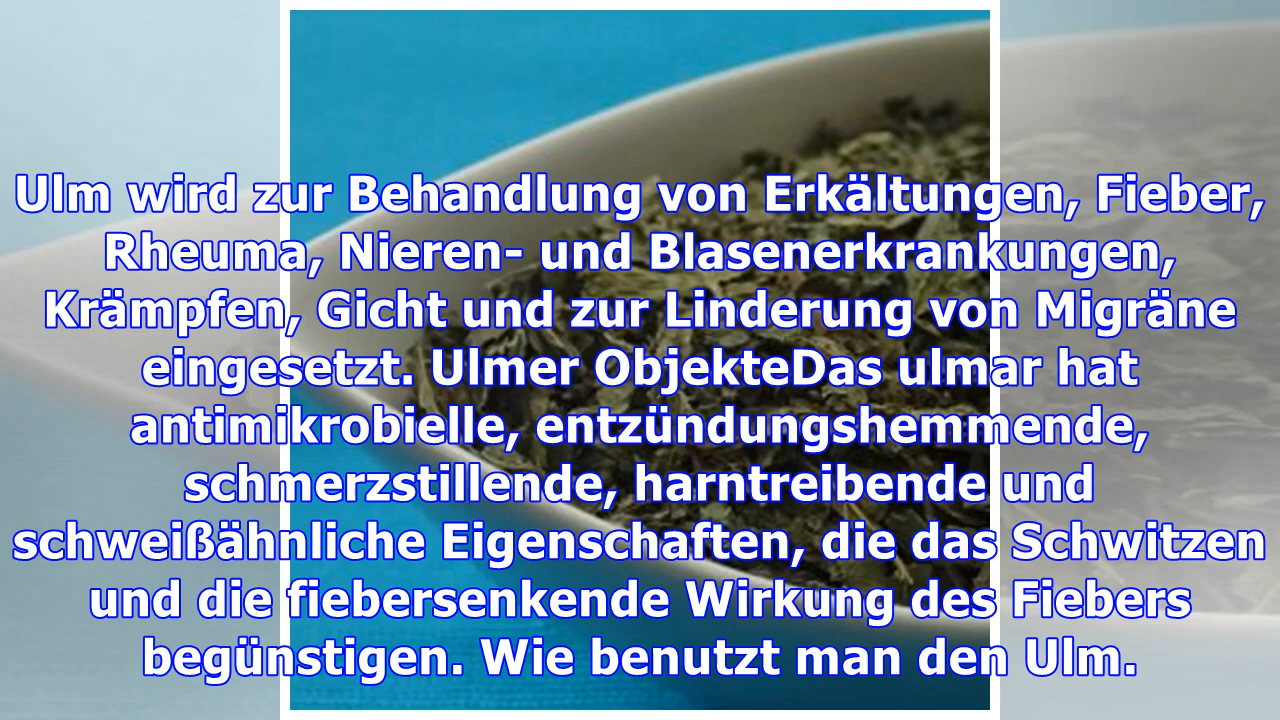 Ulm wird zur Behandlung von Erkältungen, Fieber,
Rheuma, Nieren- und Blasenerkrankungen,
Krämpfen, Gicht und zur Linderung von Migräne
eingesetzt. Ulmer ObjekteDas ulmar hat
antimikrobielle, entzündungshemmende,
schmerzstillende, harntreibende und
schweißähnliche Eigenschaften, die das Schwitzen
und die fiebersenkende Wirkung des Fiebers
begünstigen. Wie benutzt man den Ulm.